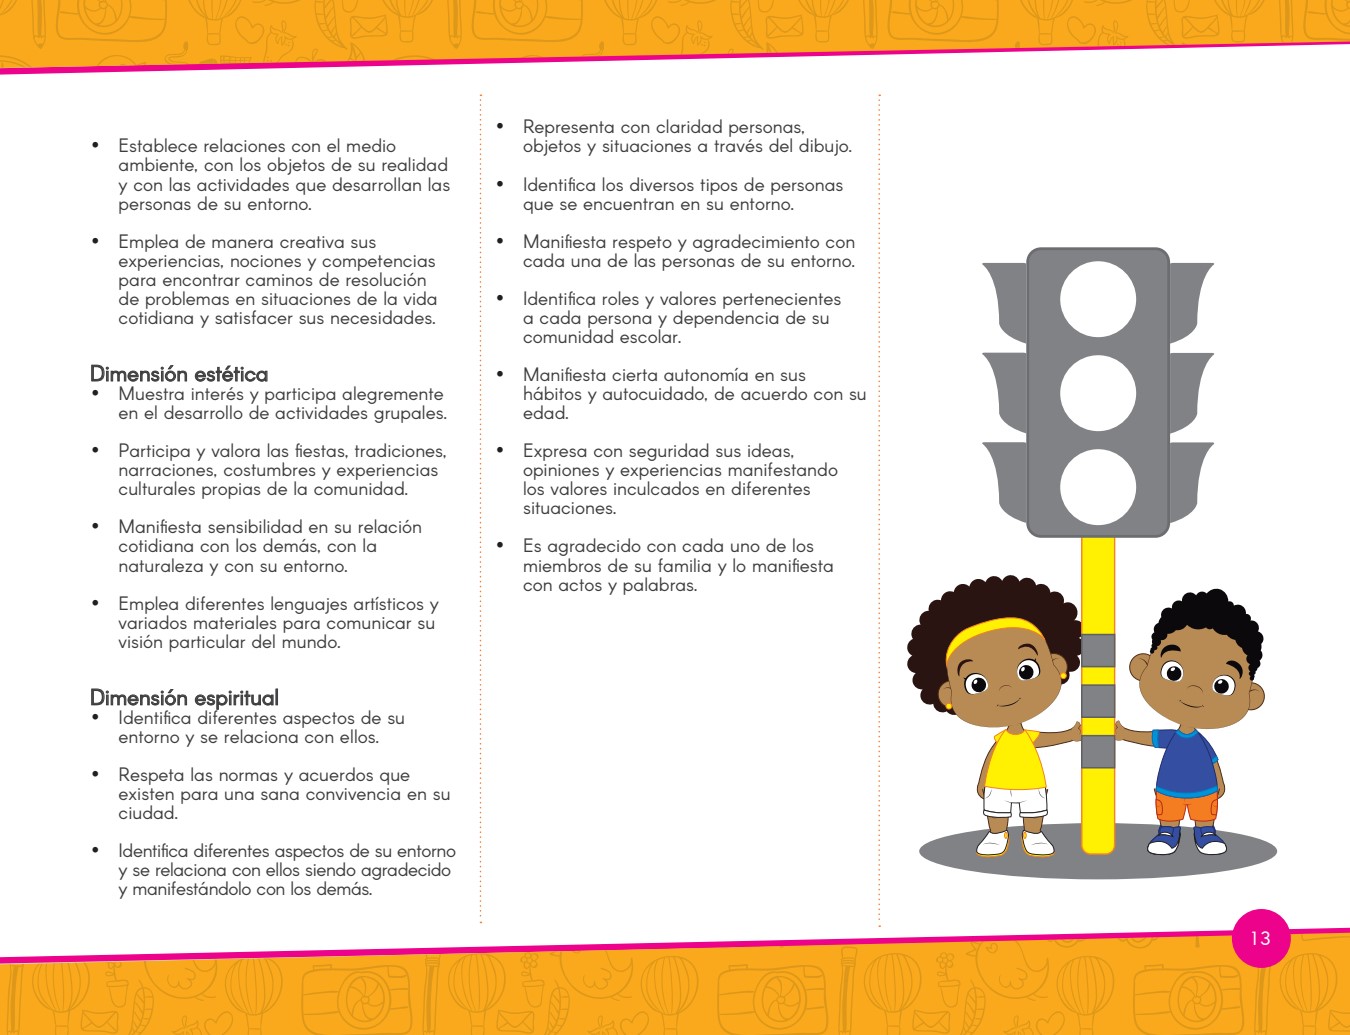 • Establece relaciones con el medio
ambiente, con los objetos de su realidad
y con las actividades que desarrollan las
personas de su entorno.
• Emplea de manera creativa sus
experiencias, nociones y competencias
para encontrar caminos de resolución
de problemas en situaciones de la vida
cotidiana y satisfacer sus necesidades.
Dimensión estética
• Muestra interés y participa alegremente
en el desarrollo de actividades grupales.
• Participa y valora las fiestas, tradiciones,
narraciones, costumbres y experiencias
culturales propias de la comunidad.
• Manifiesta sensibilidad en su relación
cotidiana con los demás, con la
naturaleza y con su entorno.
• Emplea diferentes lenguajes artísticos y
variados materiales para comunicar su
visión particular del mundo.
Dimensión espiritual
• Identifica diferentes aspectos de su
entorno y se relaciona con ellos.
• Respeta las normas y acuerdos que
existen para una sana convivencia en su
ciudad.
• Identifica diferentes aspectos de su entorno
y se relaciona con ellos siendo agradecido
y manifestándolo con los demás.
• Representa con claridad personas,
objetos y situaciones a través del dibujo.
• Identifica los diversos tipos de personas
que se encuentran en su entorno.
• Manifiesta respeto y agradecimiento con
cada una de las personas de su entorno.
• Identifica roles y valores pertenecientes
a cada persona y dependencia de su
comunidad escolar.
• Manifiesta cierta autonomía en sus
hábitos y autocuidado, de acuerdo con su
edad.
• Expresa con seguridad sus ideas,
opiniones y experiencias manifestando
los valores inculcados en diferentes
situaciones.
• Es agradecido con cada uno de los
miembros de su familia y lo manifiesta
con actos y palabras.
13